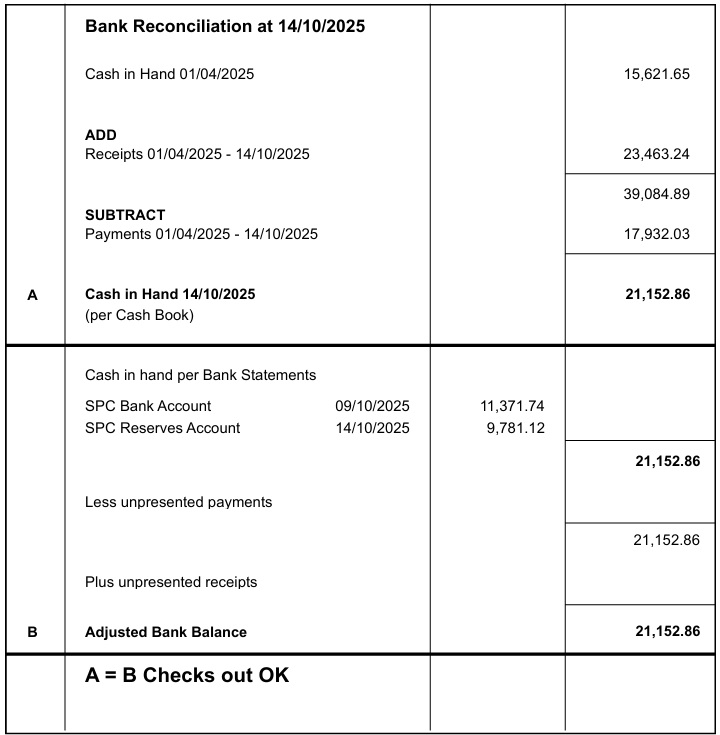 Bank Reconciliation at 14/10/2025
Cash in Hand 01/04/2025 15,621.65
ADD
Receipts 01/04/2025 - 14/10/2025 23,463.24
39,084.89
SUBTRACT
Payments 01/04/2025 - 14/10/2025 17,932.03
A Cash in Hand 14/10/2025 21,152.86
(per Cash Book)
Cash in hand per Bank Statements
SPC Bank Account 09/10/2025 11,371.74
SPC Reserves Account 14/10/2025 9,781.12
21,152.86
Less unpresented payments
21,152.86
Plus unpresented receipts
B Adjusted Bank Balance 21,152.86
A = B Checks out OK